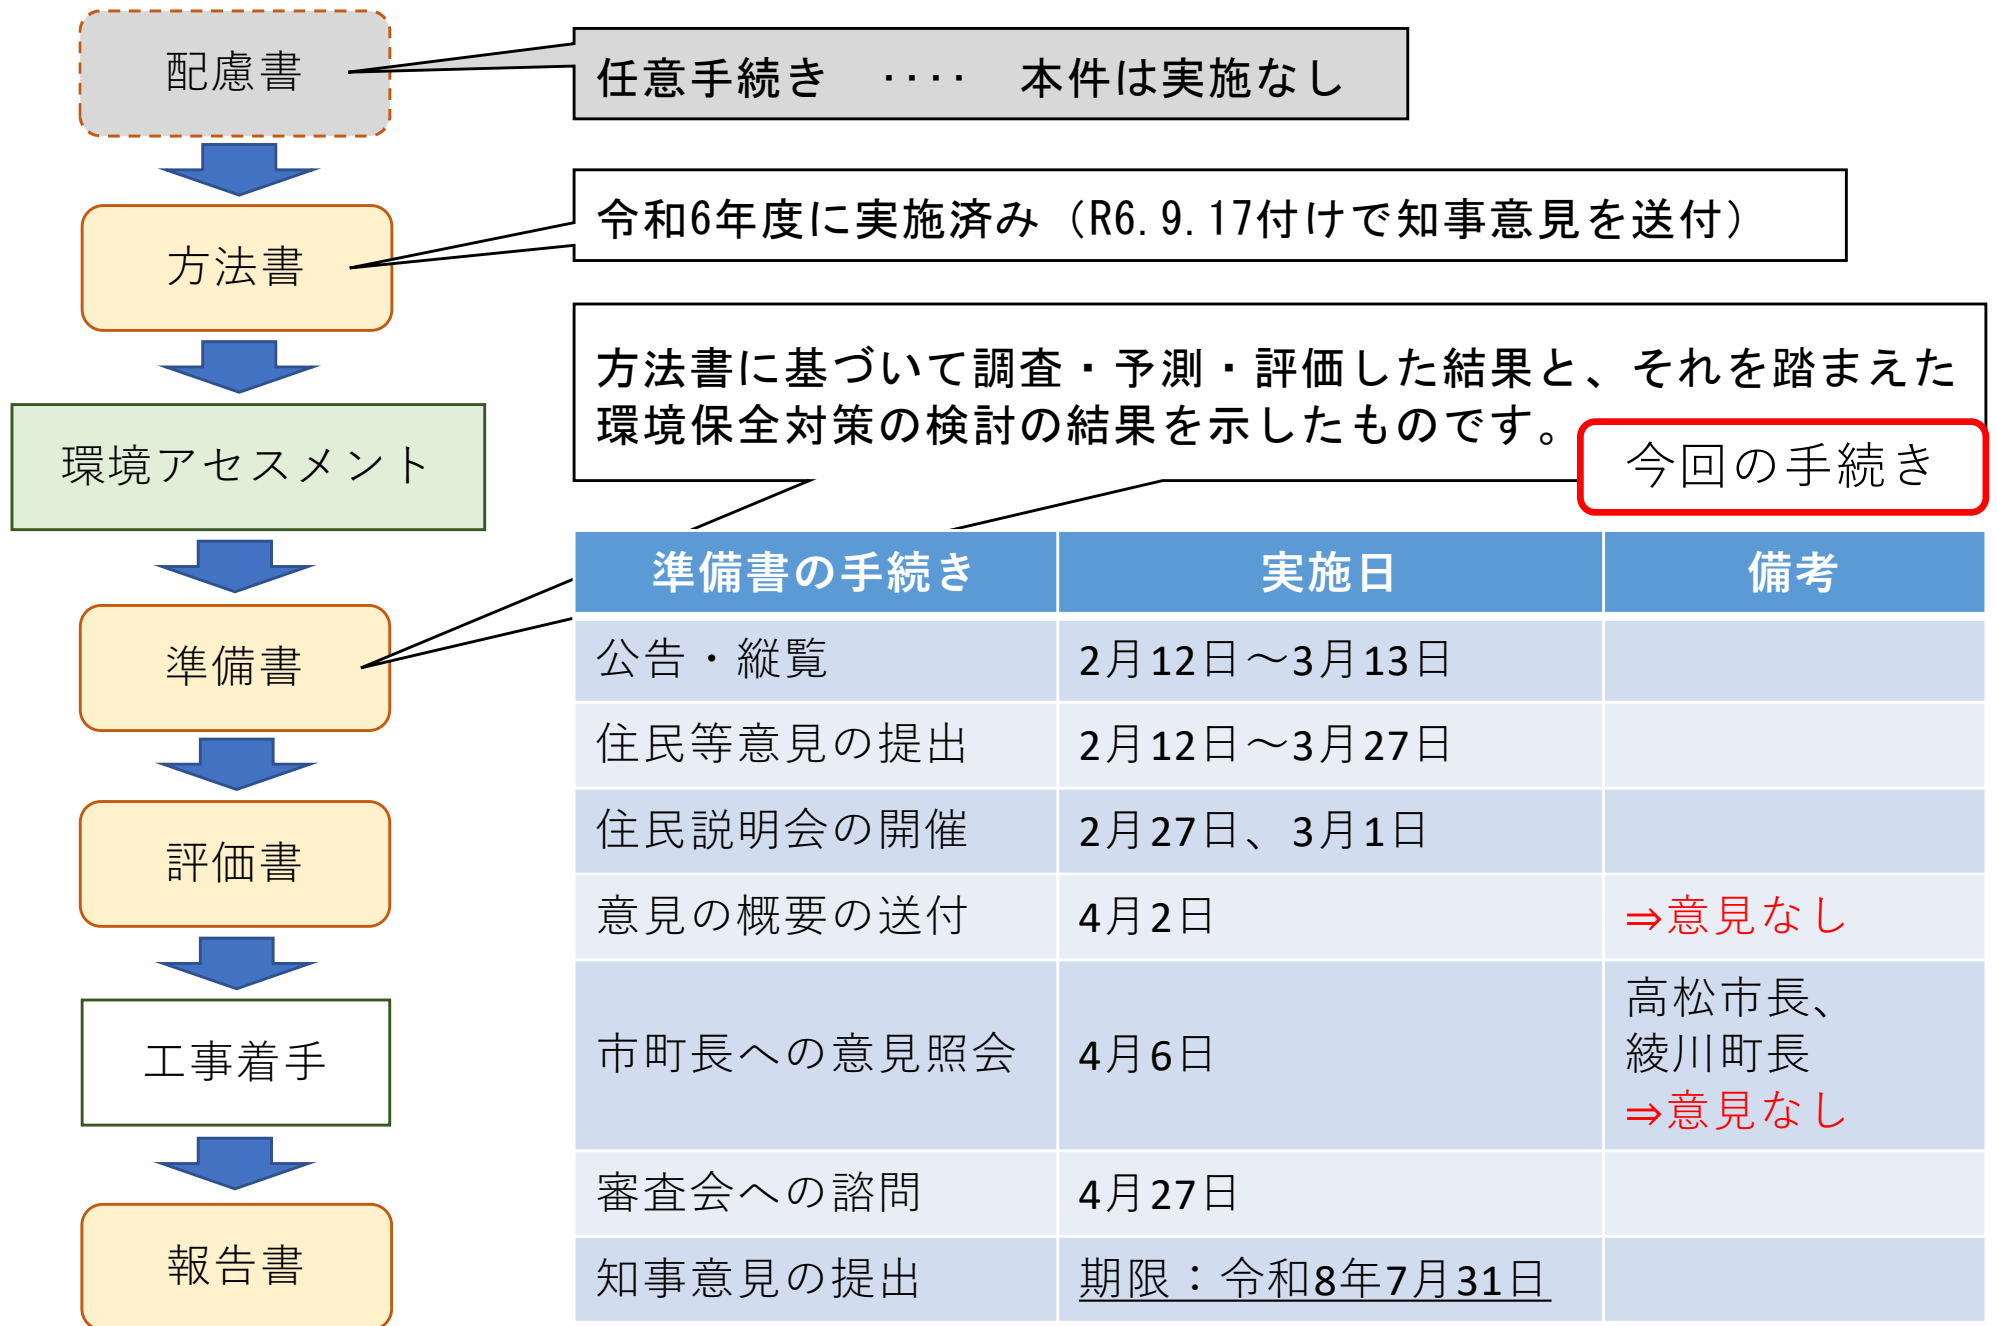 配慮書
任意手続き ‥‥ 本件は実施なし
方法書
令和6年度に実施済み（R6.9.17付けで知事意見を送付）
環境アセスメント
方法書に基づいて調査・予測・評価した結果と、それを踏まえた
環境保全対策の検討の結果を示したものです。
今回の手続き
準備書
評価書
工事着手
報告書
準備書の手続き 実施日 備考
公告・縦覧 2月12日～3月13日
住民等意見の提出 2月12日～3月27日
住民説明会の開催 2月27日、3月1日
意見の概要の送付 4月2日 ⇒意見なし
市町長への意見照会 4月6日 高松市長、
綾川町長
⇒意見なし
審査会への諮問 4月27日
知事意見の提出 期限：令和8年7月31日